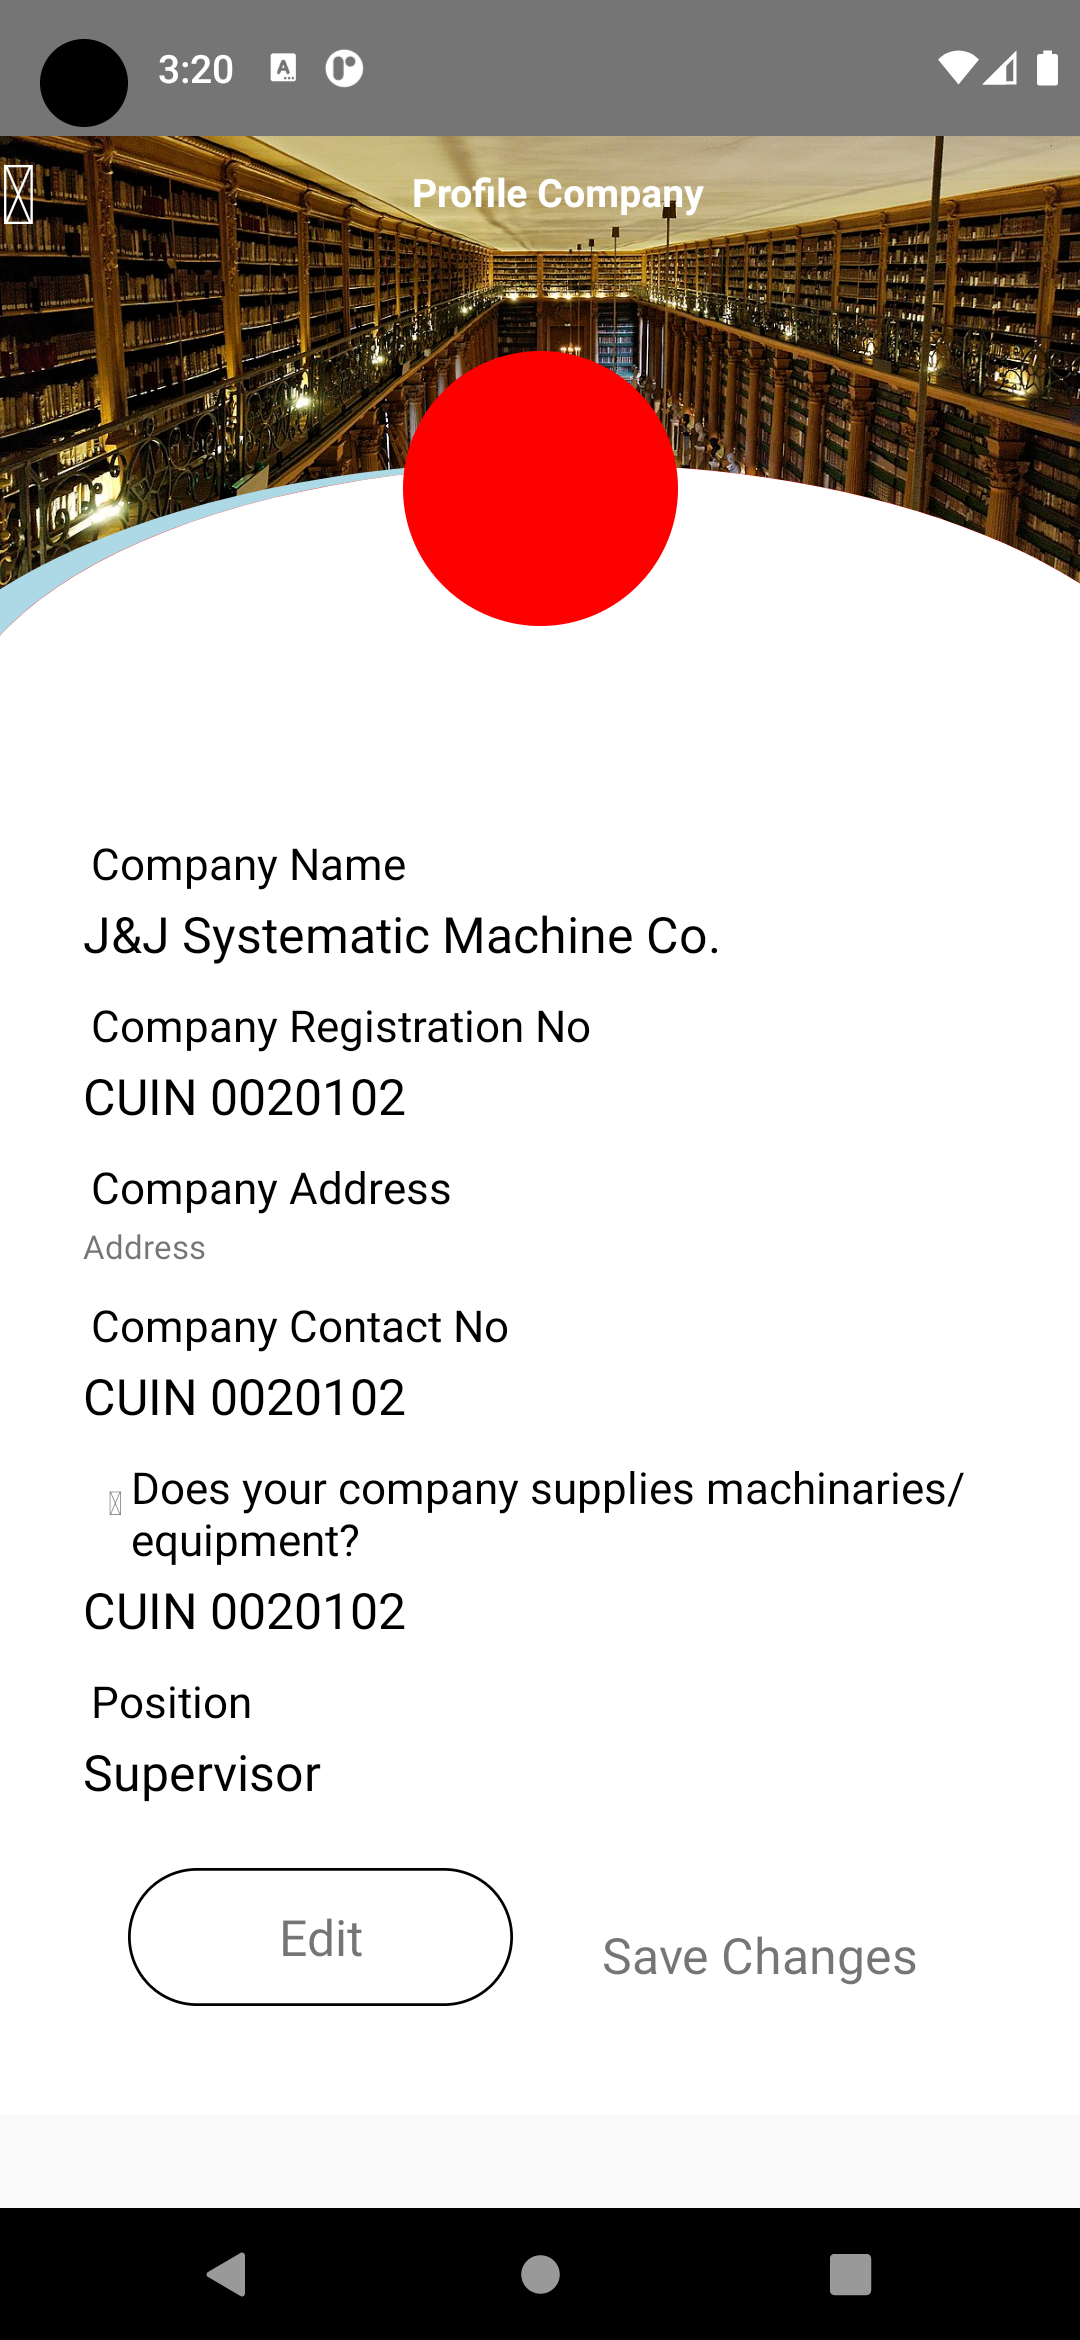 3:20
Profile Company
Company Name
J&J Systematic Machine Co.
Company Registration No
CUIN 0020102
Company Address
Address
Company Contact No
CUIN 0020102
Does your company supplies machinaries/
equipment?
CUIN 0020102
Position
Supervisor
Edit
Save Changes